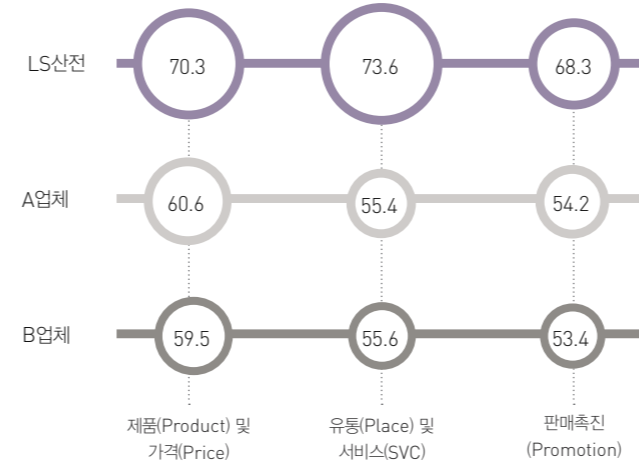 LS산전
70.3
73.6
68.3
A업체
60.6
55.4
54.2
B업체
59.5
55.6
53.4
제품(Product) 및
가격(Price)
유통(Place) 및
서비스(SVC)
판매촉진
(Promotion)